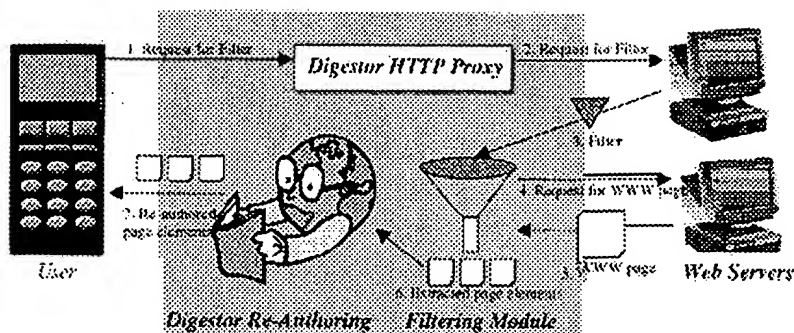 1. Request for Filter
Digestor HTTP Proxy
2. Request for Filter
3. Filter
4. Request for WWW page
5. WWW page
6. Extracted page elements
7. Re-authored
page elements
User
Digestor Re-Authoring
Filtering Module
Web Servers